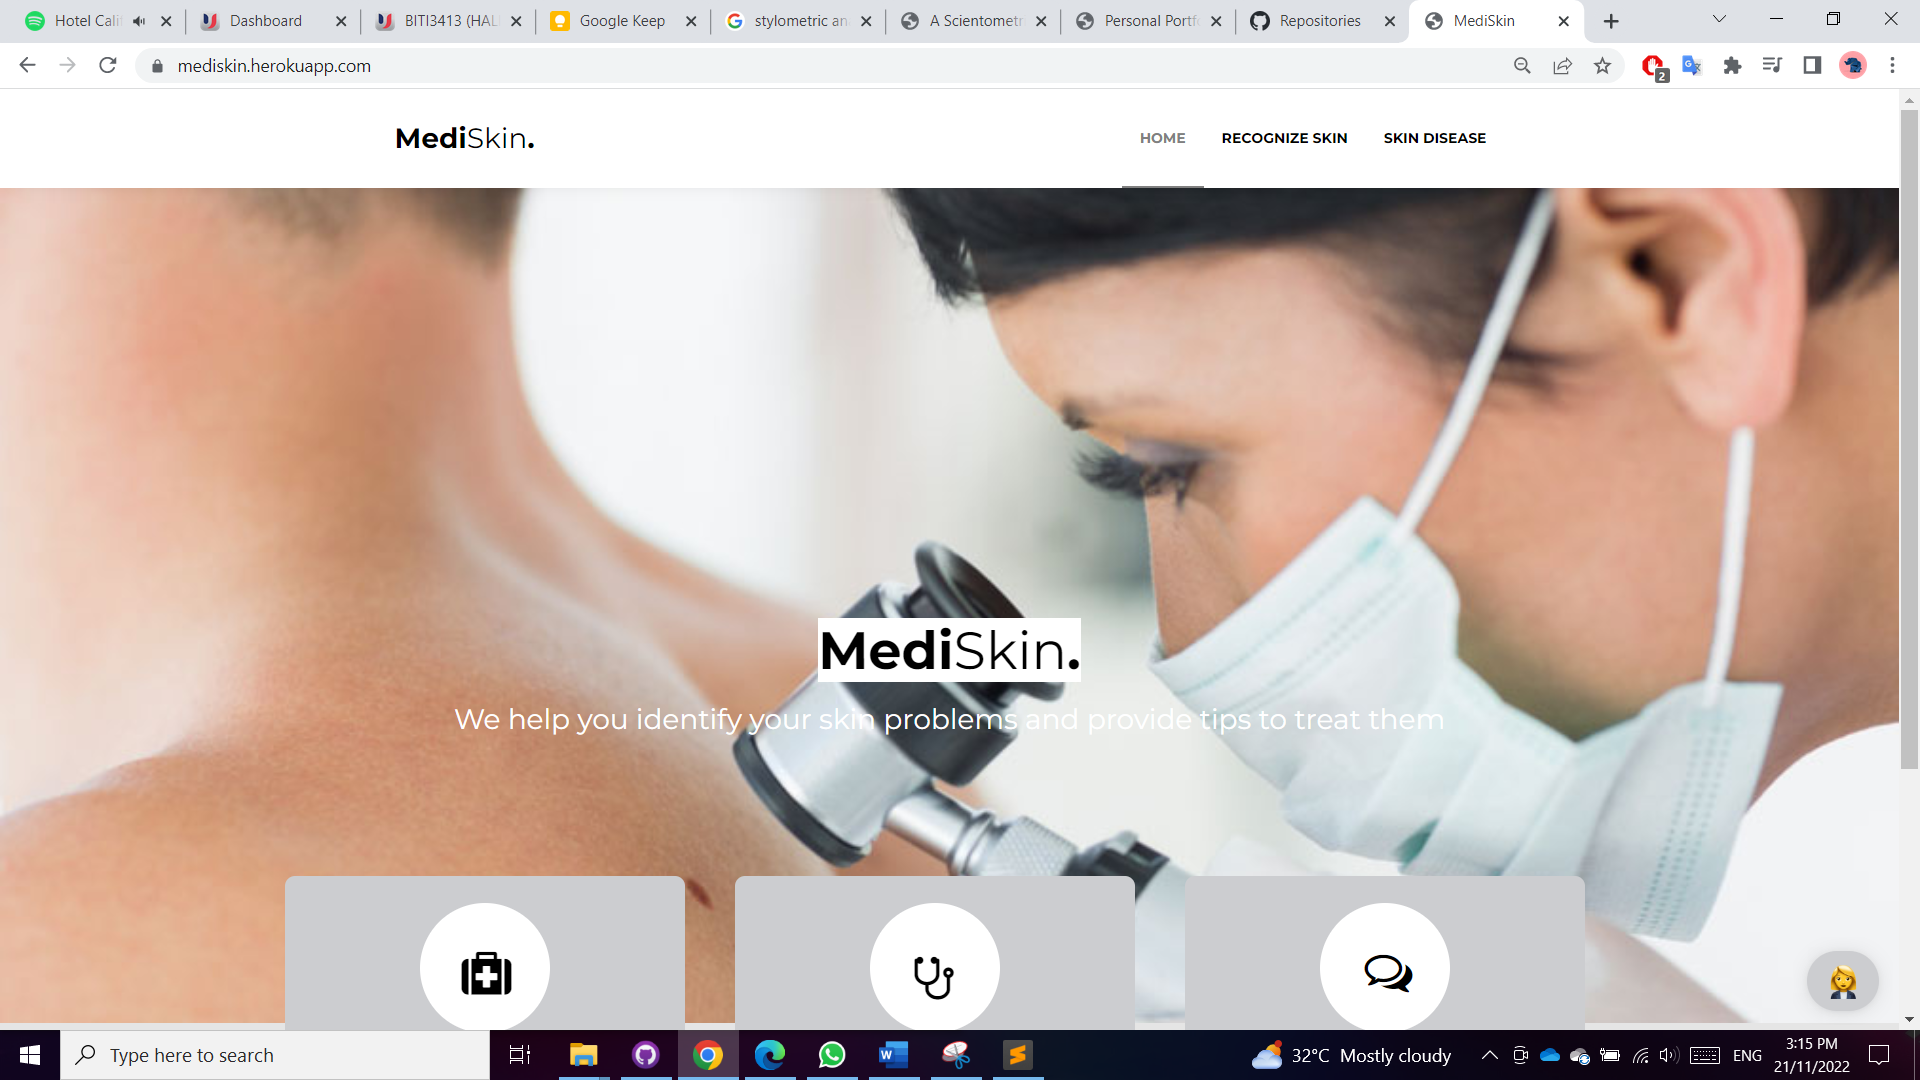 Hotel Calif
Dashboard
BITI3413 (HAL
Google Keep
stylometric an
A Scientometr
Personal Portf
Repositories
MediSkin
mediskin.herokuapp.com
2
MediSkin.
HOME
RECOGNIZE SKIN
SKIN DISEASE
MediSkin.
We help you identify your skin problems and provide tips to treat them
Type here to search
32°C Mostly cloudy
ENG
3:15 PM
21/11/2022